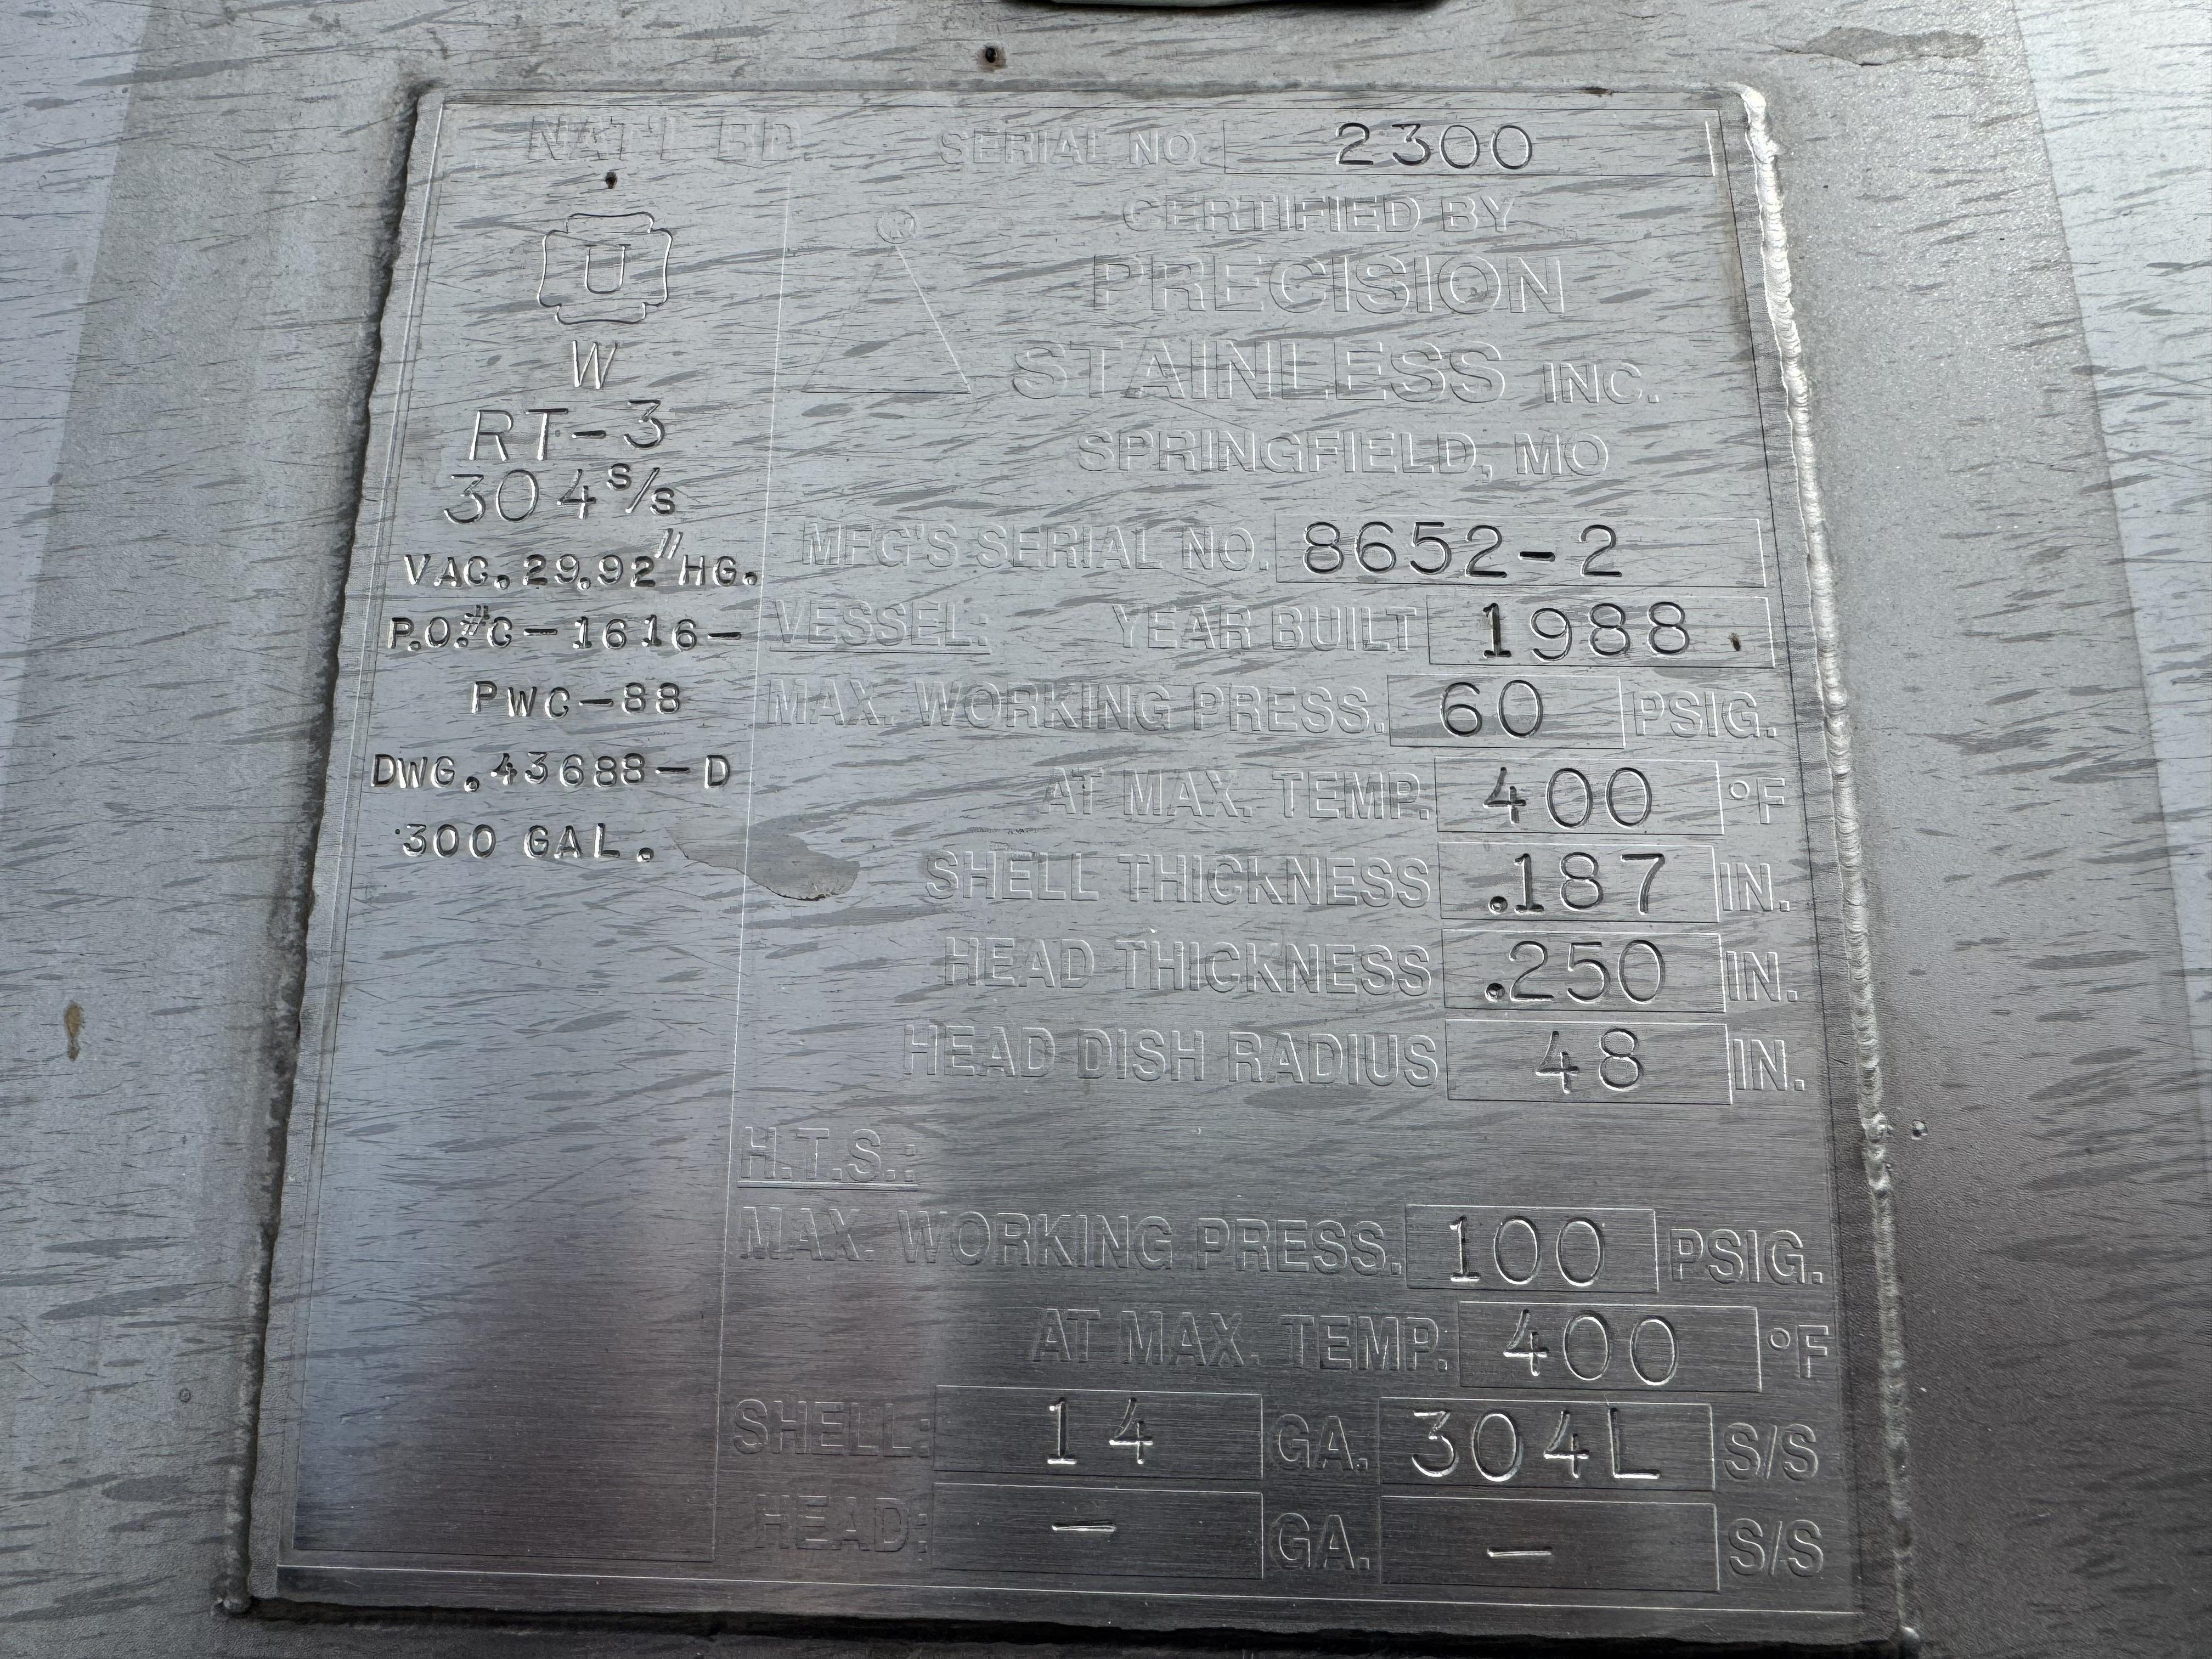 NAT'L BD. SERIAL NO. 2300
U
W
RT-3
304 S/S
VAC. 29.92" HG.
P.O.# C-1616-
PWC-88
DWG. 43688-D
300 GAL.
®
CERTIFIED BY
PRECISION
STAINLESS INC.
SPRINGFIELD, MO
MFG'S SERIAL NO. 8652-2
VESSEL: YEAR BUILT 1988
MAX. WORKING PRESS. 60 PSIG.
AT MAX. TEMP. 400 °F
SHELL THICKNESS .187 IN.
HEAD THICKNESS .250 IN.
HEAD DISH RADIUS 48 IN.
H.T.S.:
MAX. WORKING PRESS. 100 PSIG.
AT MAX. TEMP. 400 °F
SHELL: 14 GA. 304L S/S
HEAD: — GA. — S/S